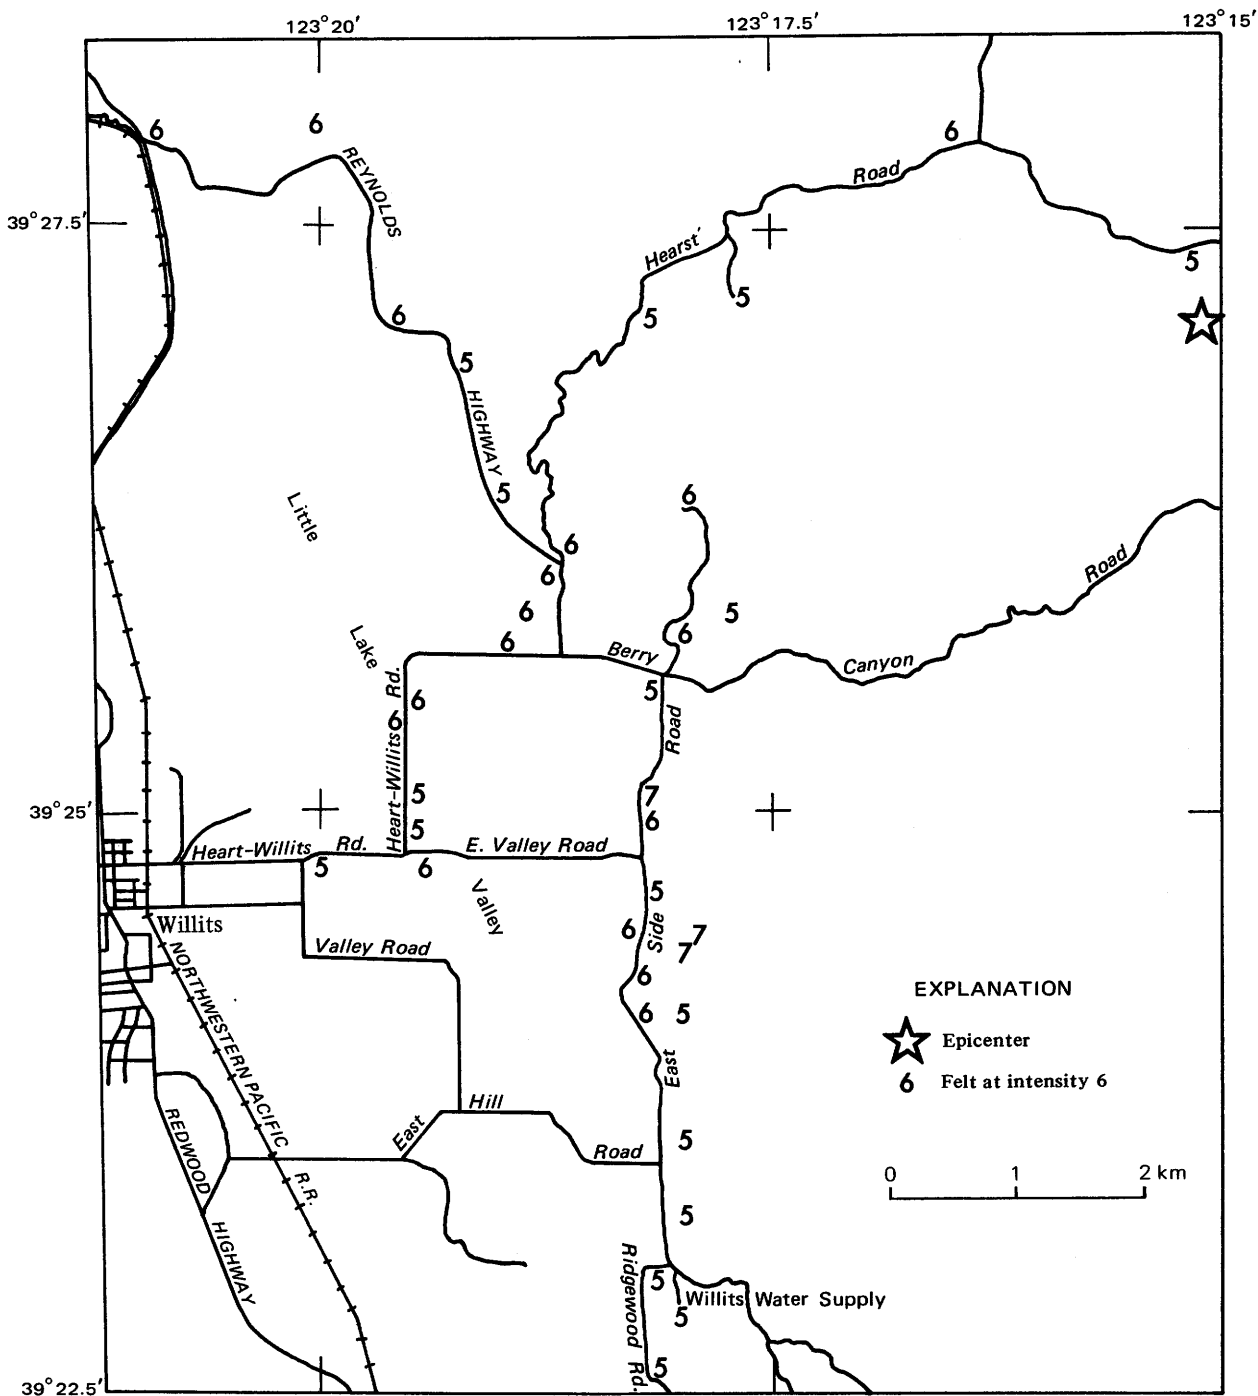 123°20'
123°17.5'
123°15'
6
6
6
REYNOLDS
Road
39°27.5'
Hearst'
5
5
5
6
5
HIGHWAY
5
6
Little
6
6
Road
6
5
6
6
Lake
Berry
Canyon
Rd.
5
6
6
Road
Heart-Willits
5
7
39°25'
6
5
Heart-Willits
Rd.
E. Valley Road
5
6
5
Valley
Willits
6
Side
7
7
Valley Road
6
EXPLANATION
6
5
Epicenter
NORTHWESTERN PACIFIC
R.R.
East
6
Felt at intensity 6
Hill
East
REDWOOD
5
Road
0
1
2 km
5
HIGHWAY
Ridgewood Rd.
5
Willits Water Supply
5
5
39°22.5'